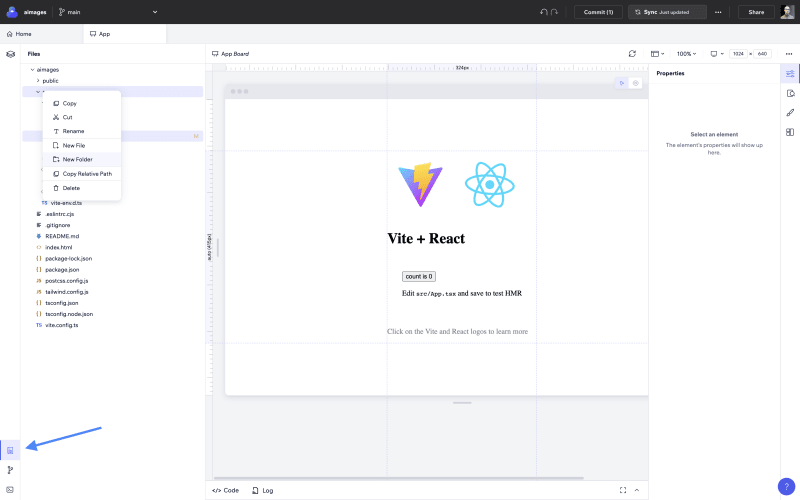 aimages
main
Commit (1)
Sync Just updated
Share
Home
App
Files
App Board
100%
1024 × 640
aimages
public
Copy
Cut
Rename
New File
New Folder
Copy Relative Path
Delete
M
vite-env.d.ts
.eslintrc.cjs
.gitignore
README.md
index.html
package-lock.json
package.json
postcss.config.js
tailwind.config.js
tsconfig.json
tsconfig.node.json
vite.config.ts
324px
auto (415px)
Vite + React
count is 0
Edit src/App.tsx and save to test HMR
Click on the Vite and React logos to learn more
Properties
Select an element
The element's properties will show up
here.
</> Code
Log
?